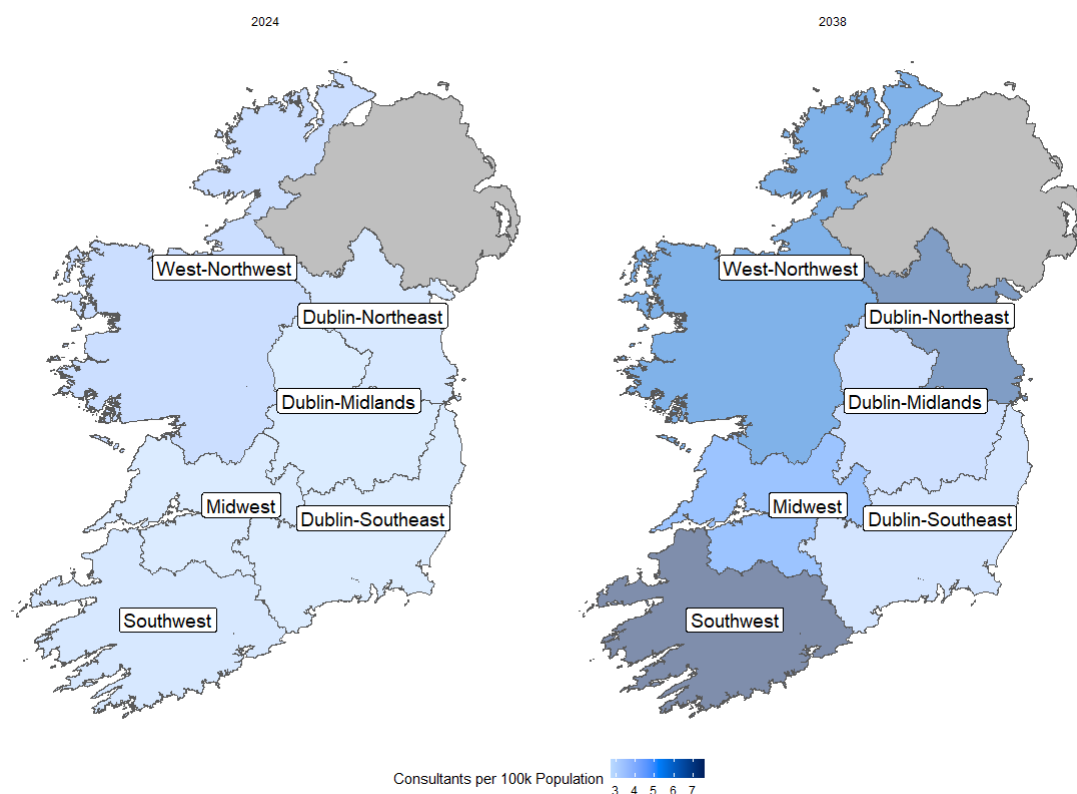 2024
2038
West-Northwest
Dublin-Northeast
Dublin-Midlands
Midwest
Dublin-Southeast
Southwest
West-Northwest
Dublin-Northeast
Dublin-Midlands
Midwest
Dublin-Southeast
Southwest
Consultants per 100k Population
3 4 5 6 7